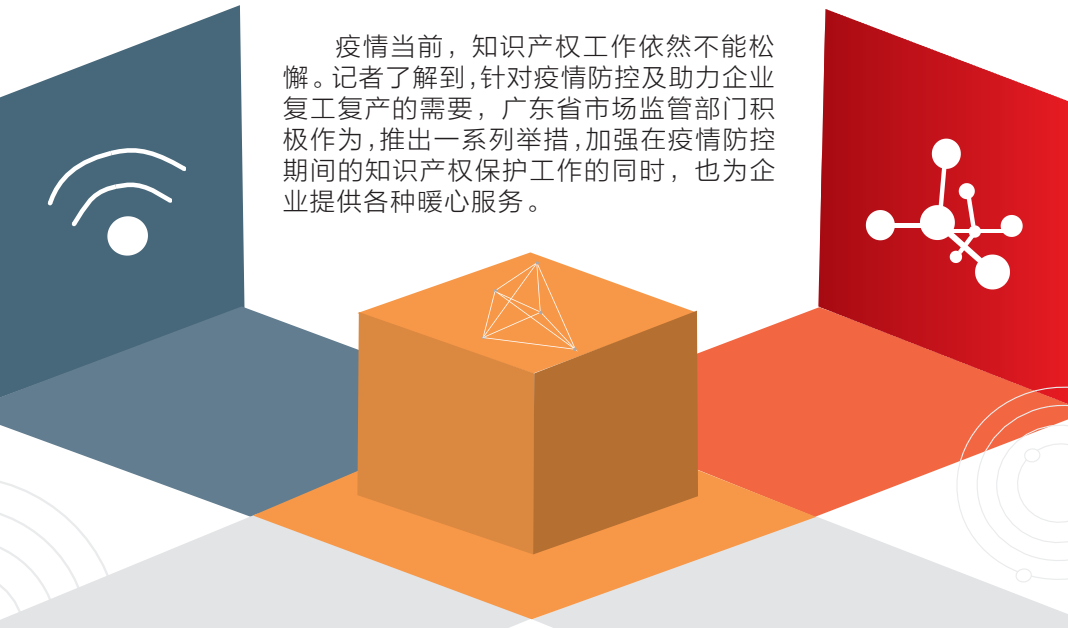 疫情当前，知识产权工作依然不能松
懈。记者了解到，针对疫情防控及助力企业
复工复产的需要，广东省市场监管部门积
极作为，推出一系列举措，加强在疫情防控
期间的知识产权保护工作的同时，也为企
业提供各种暖心服务。